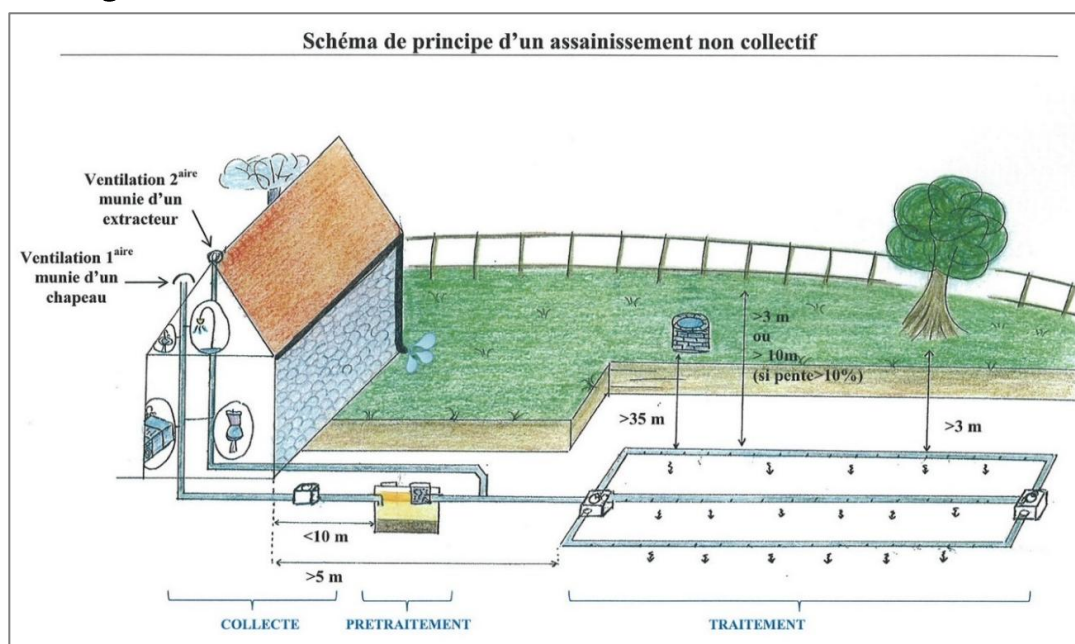 Schéma de principe d'un assainissement non collectif
Ventilation 2aire
munie d'un
extracteur
Ventilation 1aire
munie d'un
chapeau
>3 m
ou
> 10m
(si pente>10%)
>35 m
>3 m
<10 m
>5 m
COLLECTE
PRETRAITEMENT
TRAITEMENT